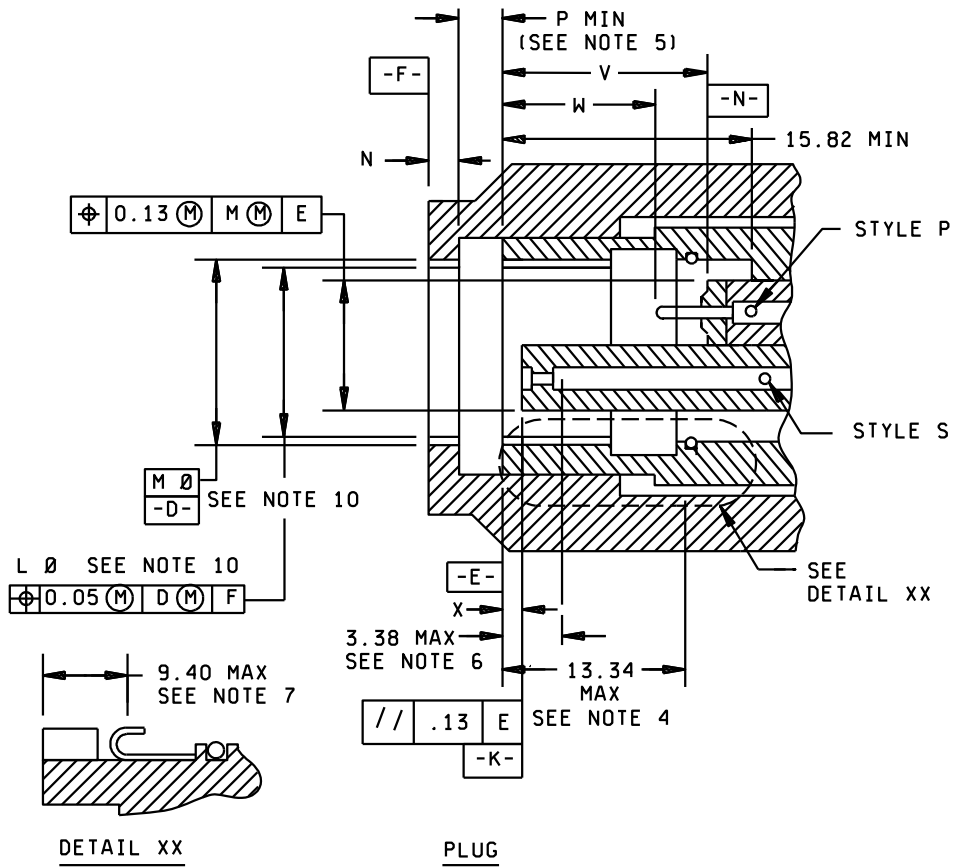 P MIN
(SEE NOTE 5)
-F-
V
-N-
W
N
15.82 MIN
⌖ 0.13 Ⓜ M Ⓜ E
STYLE P
STYLE S
M Ø
-D-
SEE NOTE 10
L Ø SEE NOTE 10
⌖ 0.05 Ⓜ D Ⓜ F
-E-
SEE
DETAIL XX
X
3.38 MAX
SEE NOTE 6
13.34
MAX
SEE NOTE 4
9.40 MAX
SEE NOTE 7
// .13 E
-K-
DETAIL XX
PLUG